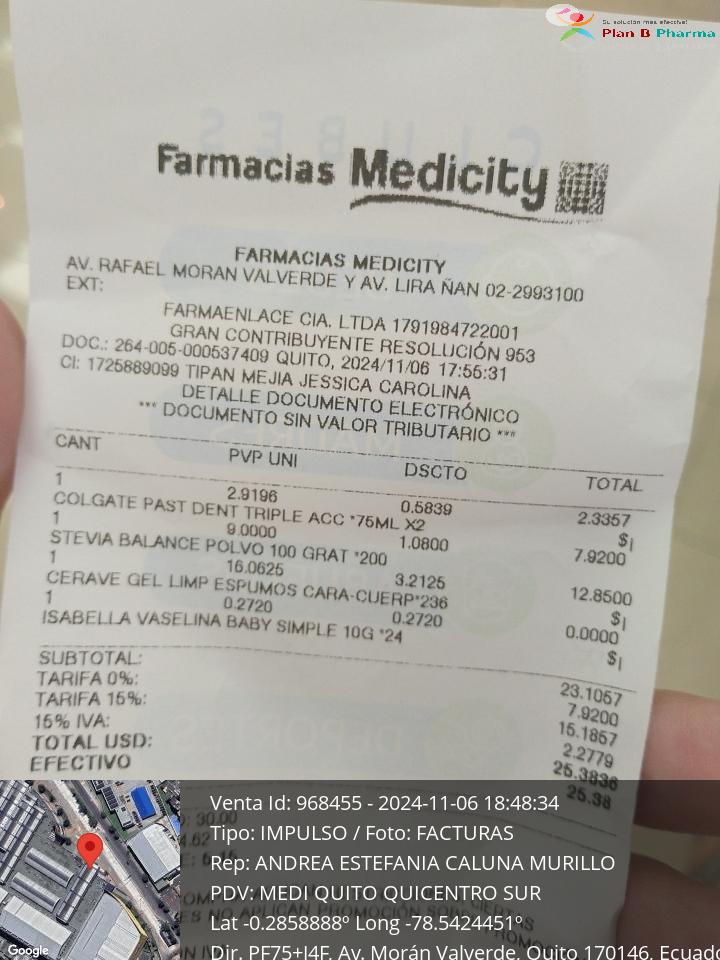 Su solución más efectiva!
Plan B Pharma
Farmacias Medicity
FARMACIAS MEDICITY
AV. RAFAEL MORAN VALVERDE Y AV. LIRA ÑAN 02-2993100
EXT:
FARMAENLACE CIA. LTDA 1791984722001
GRAN CONTRIBUYENTE RESOLUCIÓN 953
DOC.: 264-005-000537409 QUITO, 2024/11/06 17:55:31
CI: 1725889099 TIPAN MEJIA JESSICA CAROLINA
DETALLE DOCUMENTO ELECTRÓNICO
*** DOCUMENTO SIN VALOR TRIBUTARIO ***
CANT PVP UNI DSCTO TOTAL
1 2.9196 0.5839 2.3357
COLGATE PAST DENT TRIPLE ACC *75ML X2 $|
1 9.0000 1.0800 7.9200
STEVIA BALANCE POLVO 100 GRAT *200
1 16.0625 3.2125 12.8500
CERAVE GEL LIMP ESPUMOS CARA-CUERP*236 $|
1 0.2720 0.2720 0.0000
ISABELLA VASELINA BABY SIMPLE 10G *24 $|
SUBTOTAL: 23.1057
TARIFA 0%: 7.9200
TARIFA 15%: 15.1857
15% IVA: 2.2779
TOTAL USD: 25.3836
EFECTIVO 25.38
30.00
4.62
Venta Id: 968455 - 2024-11-06 18:48:34
Tipo: IMPULSO / Foto: FACTURAS
Rep: ANDREA ESTEFANIA CALUNA MURILLO
PDV: MEDI QUITO QUICENTRO SUR
Lat -0.2858888º Long -78.5424451º
Dir. PF75+J4F, Av. Morán Valverde, Quito 170146, Ecuado
Google